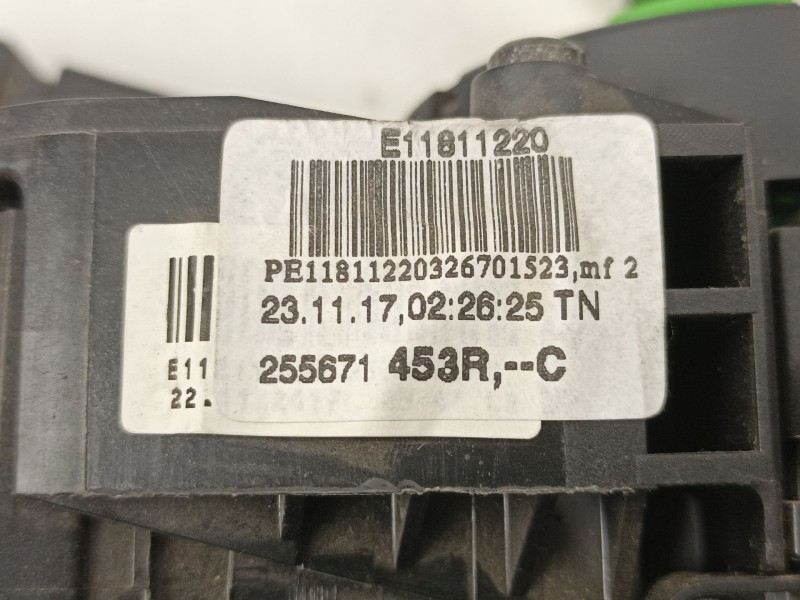 E11811220
PE11811220326701523,mf 2
23.11.17,02:26:25 TN
255671 453R,--C
E11
22.